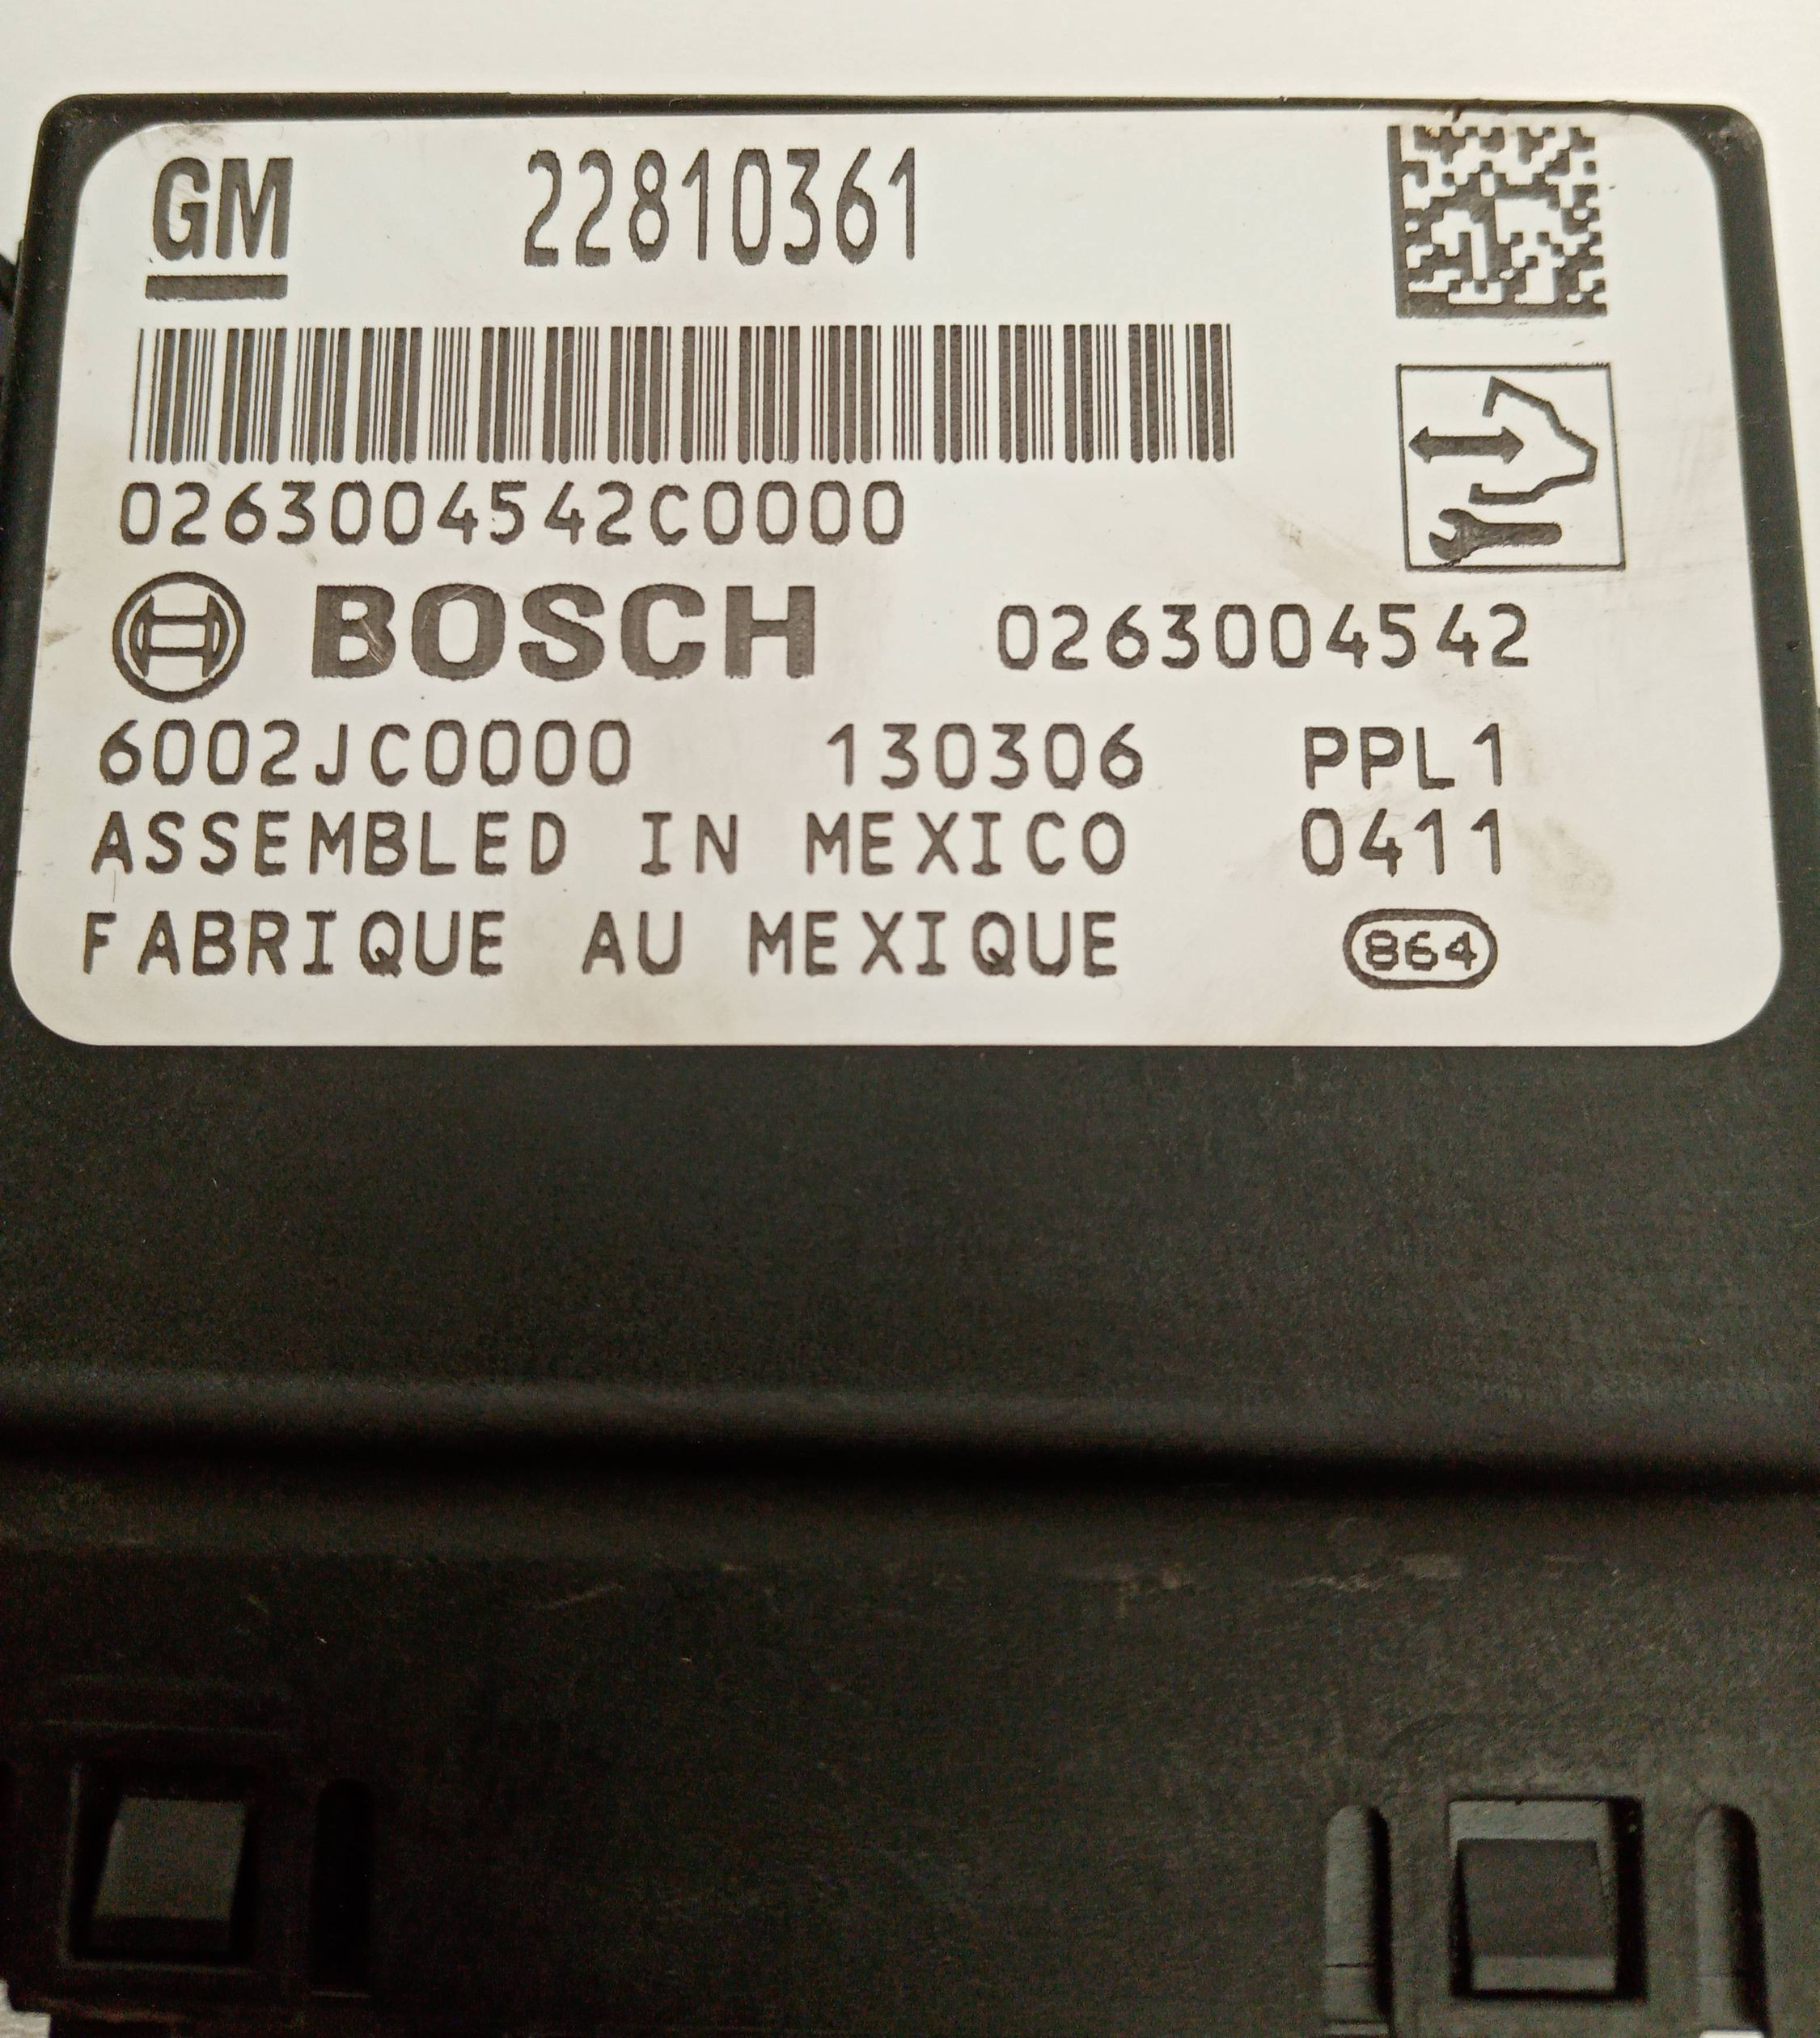 GM 22810361
0263004542C0000
BOSCH 0263004542
6002JC0000 130306 PPL1
ASSEMBLED IN MEXICO 0411
FABRIQUE AU MEXIQUE 864